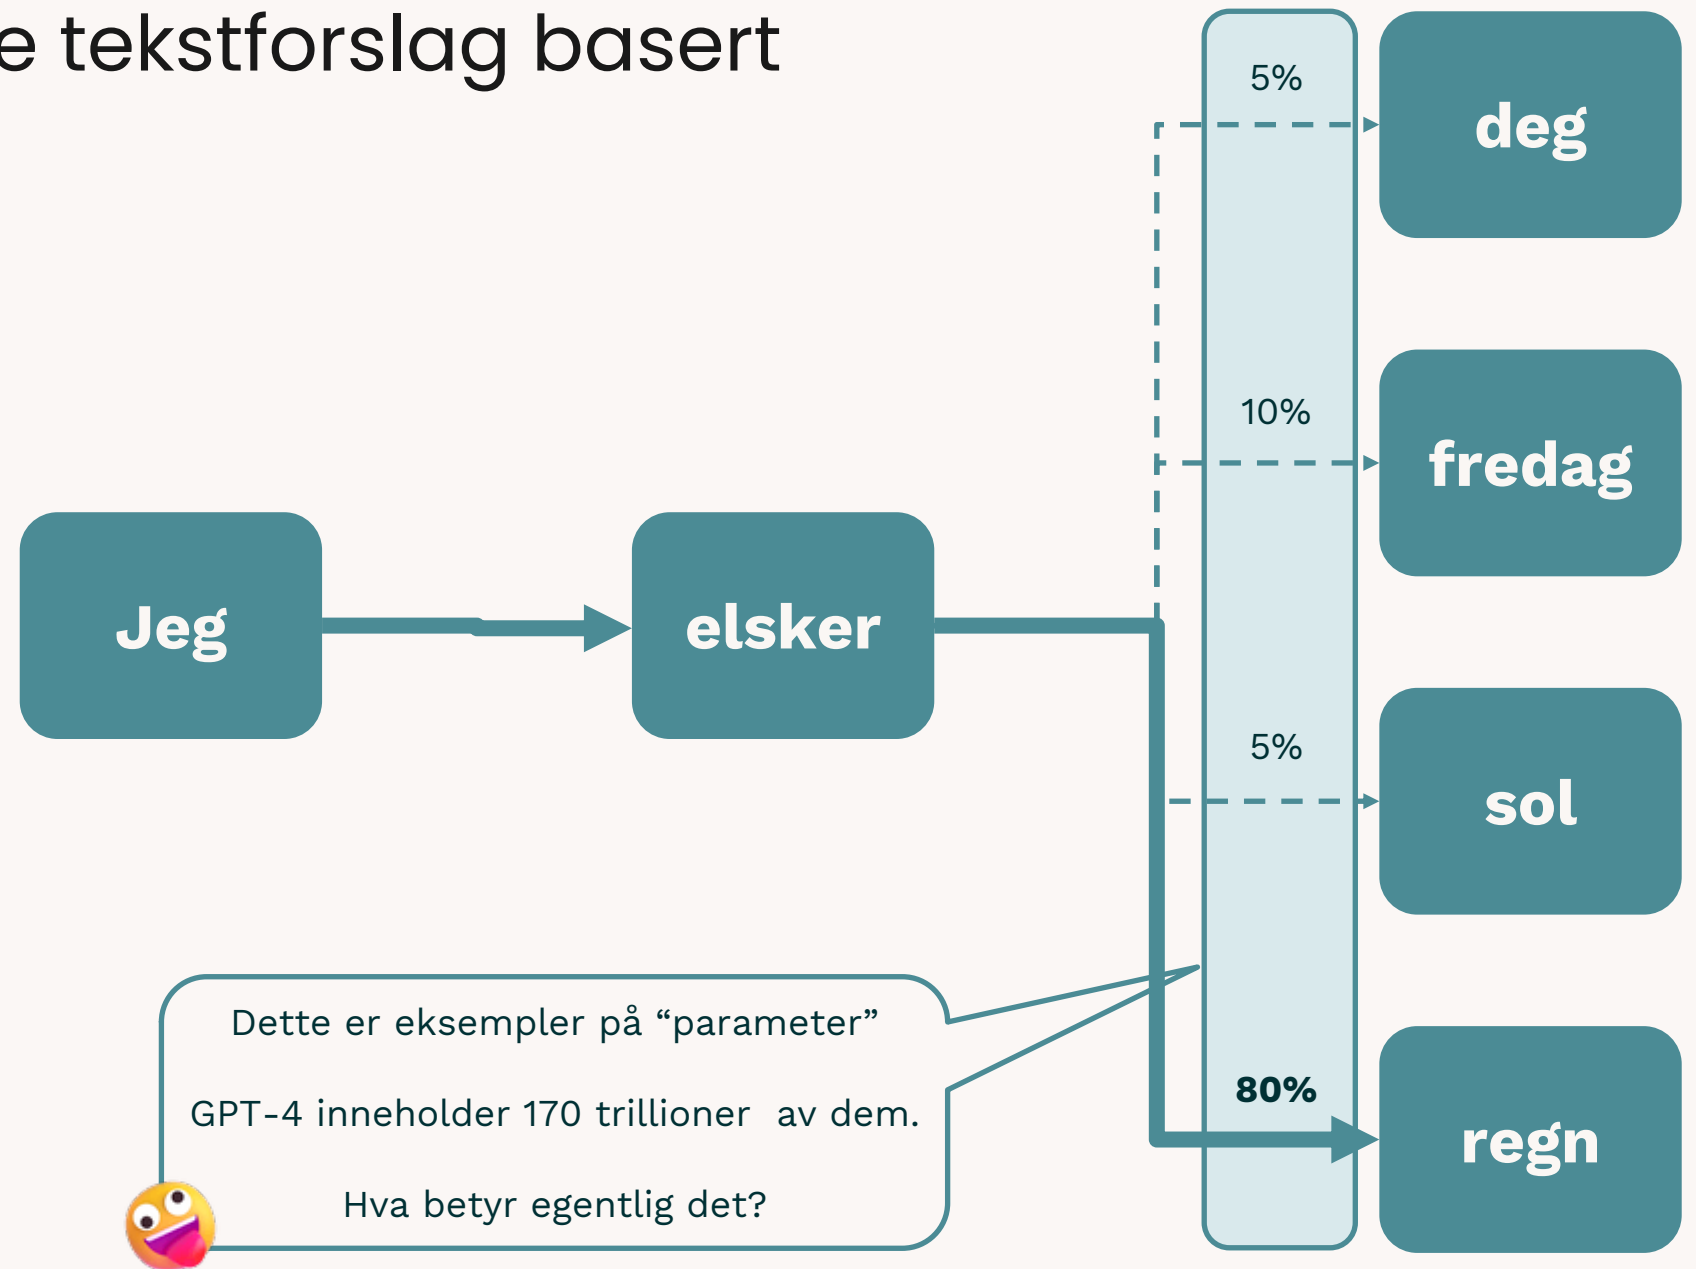 e tekstforslag basert
5%
deg
10%
fredag
Jeg
elsker
5%
sol
Dette er eksempler på “parameter”
GPT-4 inneholder 170 trillioner av dem.
Hva betyr egentlig det?
80%
regn